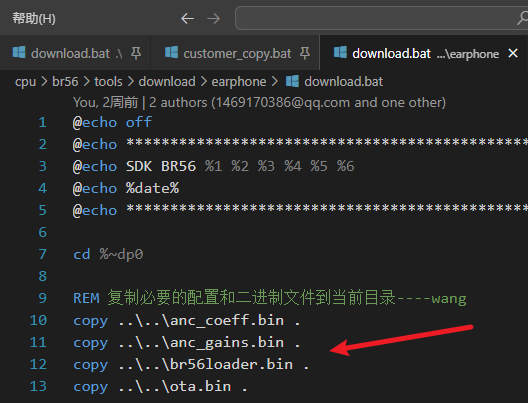 帮助(H)
download.bat .\
customer_copy.bat
download.bat ...\earphone
cpu > br56 > tools > download > earphone > download.bat
You, 2周前 | 2 authors (1469170386@qq.com and one other)
1 @echo off
2 @echo **************************************************
3 @echo SDK BR56 %1 %2 %3 %4 %5 %6
4 @echo %date%
5 @echo **************************************************
6
7 cd %~dp0
8
9 REM 复制必要的配置和二进制文件到当前目录----wang
10 copy ..\..\anc_coeff.bin .
11 copy ..\..\anc_gains.bin .
12 copy ..\..\br56loader.bin .
13 copy ..\..\ota.bin .